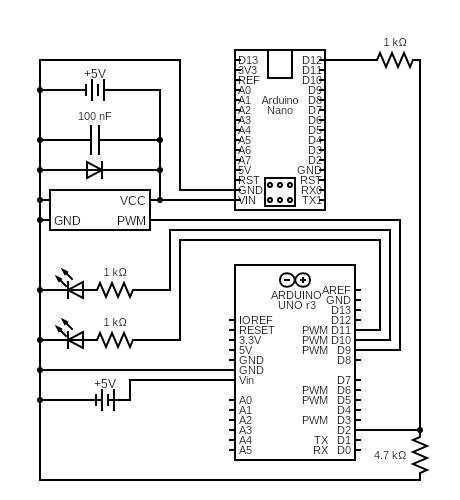 1 kΩ
D13 D12
3V3 D11
REF D10
A0 D9
A1 D8
A2 D7
A3 D6
A4 D5
A5 D4
A6 D3
A7 D2
5V GND
RST RST
GND RX0
VIN TX1
Arduino
Nano
+5V
100 nF
VCC
GND PWM
1 kΩ
1 kΩ
+5V
ARDUINO
UNO r3
AREF
GND
D13
IOREF D12
RESET PWM D11
3.3V PWM D10
5V PWM D9
GND D8
GND
Vin D7
PWM D6
A0 PWM D5
A1 D4
A2 PWM D3
A3 D2
A4 TX D1
A5 RX D0
4.7 kΩ